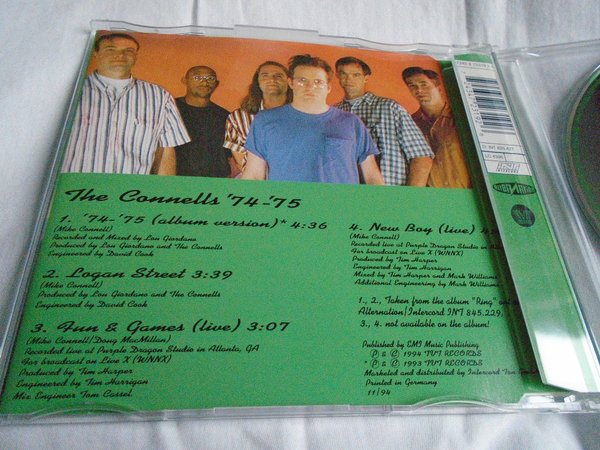 The Connells '74-'75
1. '74-'75 (album version)* 4:36
(Mike Connell)
Recorded and Mixed by Lou Giordano
Produced by Lou Giordano and The Connells
Engineered by David Cook
2. Logan Street 3:39
(Mike Connell)
Produced by Lou Giordano and The Connells
Engineered by David Cook
3. Fun & Games (live) 3:07
(Mike Connell/Doug MacMillan)
Recorded live at Purple Dragon Studio in Atlanta, GA
For broadcast on Live X (WNNX)
Produced by Tim Harper
Engineered by Tim Harrigan
Mix Engineer Tom Cassel
4. New Boy (live)
(Mike Connell)
Recorded live at Purple Dragon Studio in
For broadcast on Live X (WNNX)
Produced by Tim Harper
Engineered by Tim Harrigan
Mixed by Tim Harper and Mark Williams
Additional Engineering by Mark Williams
1., 2., Taken from the album "Ring"
Alternation/Intercord INT 845.229.
3., 4. not available on the album!
Published by EMI Music Publishing
℗ & © 1994 TVT RECORDS
* ℗ & © 1993 TVT RECORDS
Marketed and distributed by Intercord Ton
Printed in Germany
11/94